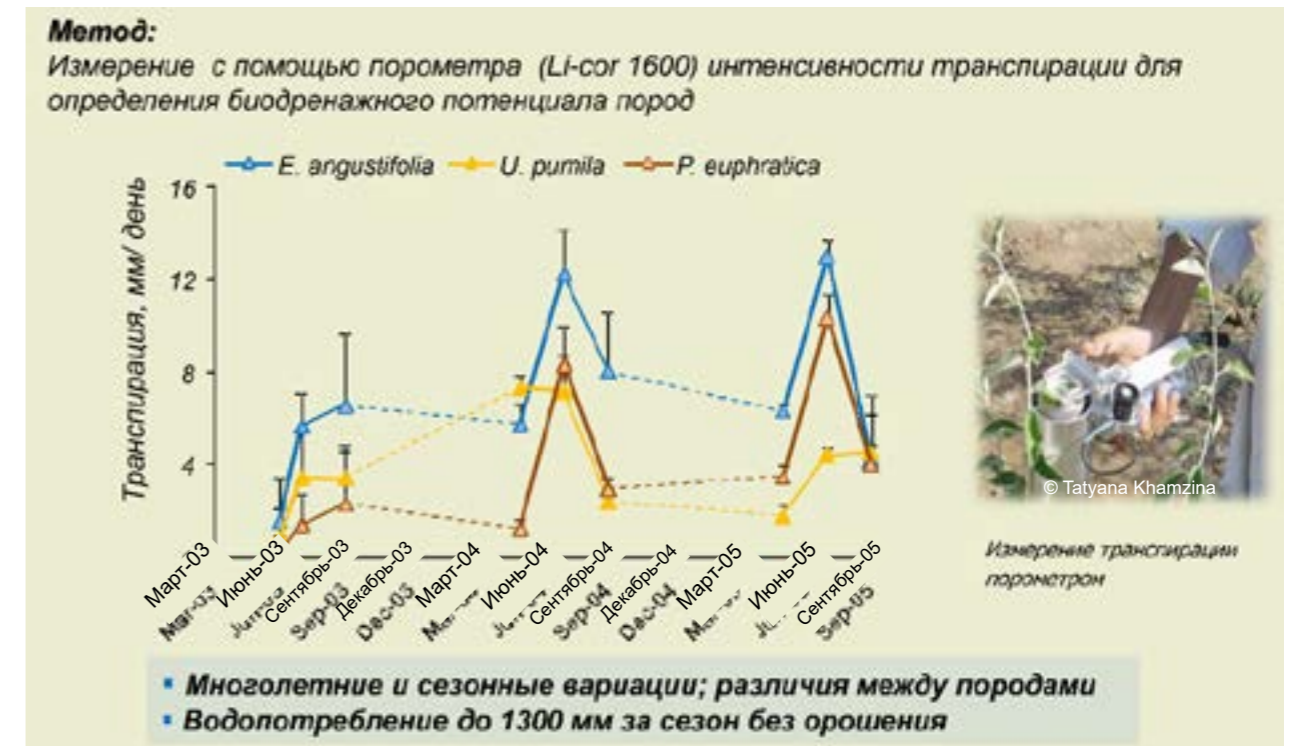 Метод:
Измерение с помощью порометра (Li-cor 1600) интенсивности транспирации для
определения биодренажного потенциала пород
E. angustifolia U. pumila P. euphratica
Транспирация, мм/ день
16
12
8
4
Март-03 Июнь-03 Сентябрь-03 Декабрь-03 Март-04 Июнь-04 Сентябрь-04 Декабрь-04 Март-05 Июнь-05 Сентябрь-05
Mar-03 Sep-03 Dec-03 Sep-04 Dec-04 Sep-05
© Tatyana Khamzina
Измерение транспирации
порометром
▪ Многолетние и сезонные вариации; различия между породами
▪ Водопотребление до 1300 мм за сезон без орошения